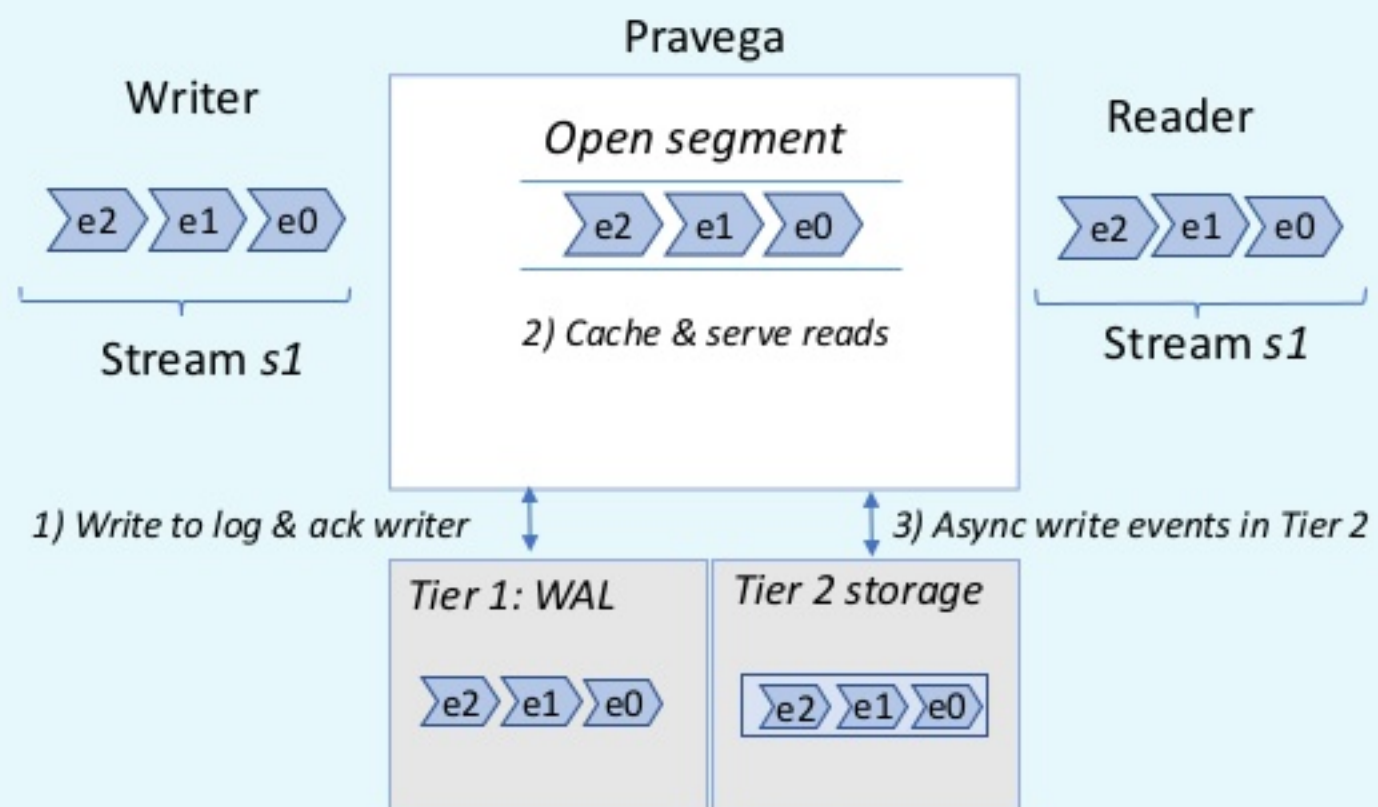 Pravega
Writer
Open segment
Reader
e2 e1 e0
e2 e1 e0
e2 e1 e0
Stream s1
2) Cache & serve reads
Stream s1
1) Write to log & ack writer
3) Async write events in Tier 2
Tier 1: WAL
Tier 2 storage
e2 e1 e0
e2 e1 e0